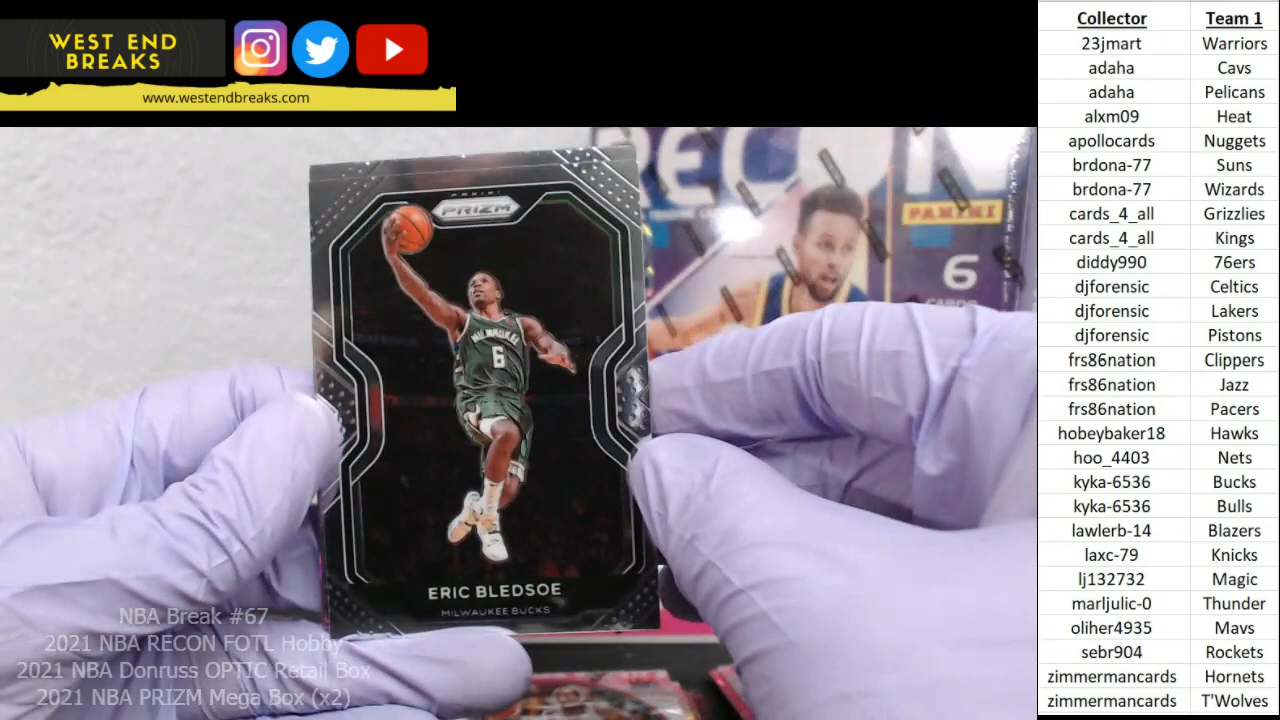 WEST END
BREAKS
www.westendbreaks.com
RECON
PANINI
6
CARDS
PANINI
PRIZM
MILWAUKEE
6
ERIC BLEDSOE
MILWAUKEE BUCKS
NBA Break #67
2021 NBA RECON FOTL Hobby
2021 NBA Donruss OPTIC Retail Box
2021 NBA PRIZM Mega Box (x2)
Collector Team 1
23jmart Warriors
adaha Cavs
adaha Pelicans
alxm09 Heat
apollocards Nuggets
brdona-77 Suns
brdona-77 Wizards
cards_4_all Grizzlies
cards_4_all Kings
diddy990 76ers
djforensic Celtics
djforensic Lakers
djforensic Pistons
frs86nation Clippers
frs86nation Jazz
frs86nation Pacers
hobeybaker18 Hawks
hoo_4403 Nets
kyka-6536 Bucks
kyka-6536 Bulls
lawlerb-14 Blazers
laxc-79 Knicks
lj132732 Magic
marljulic-0 Thunder
oliher4935 Mavs
sebr904 Rockets
zimmermancards Hornets
zimmermancards T'Wolves